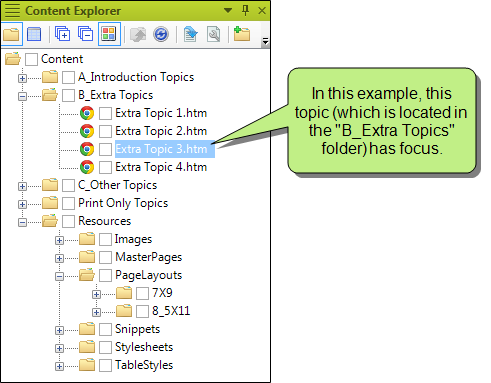 Content Explorer
Content
A_Introduction Topics
B_Extra Topics
Extra Topic 1.htm
Extra Topic 2.htm
Extra Topic 3.htm
Extra Topic 4.htm
C_Other Topics
Print Only Topics
Resources
Images
MasterPages
PageLayouts
7X9
8_5X11
Snippets
Stylesheets
TableStyles
In this example, this
topic (which is located in
the "B_Extra Topics"
folder) has focus.